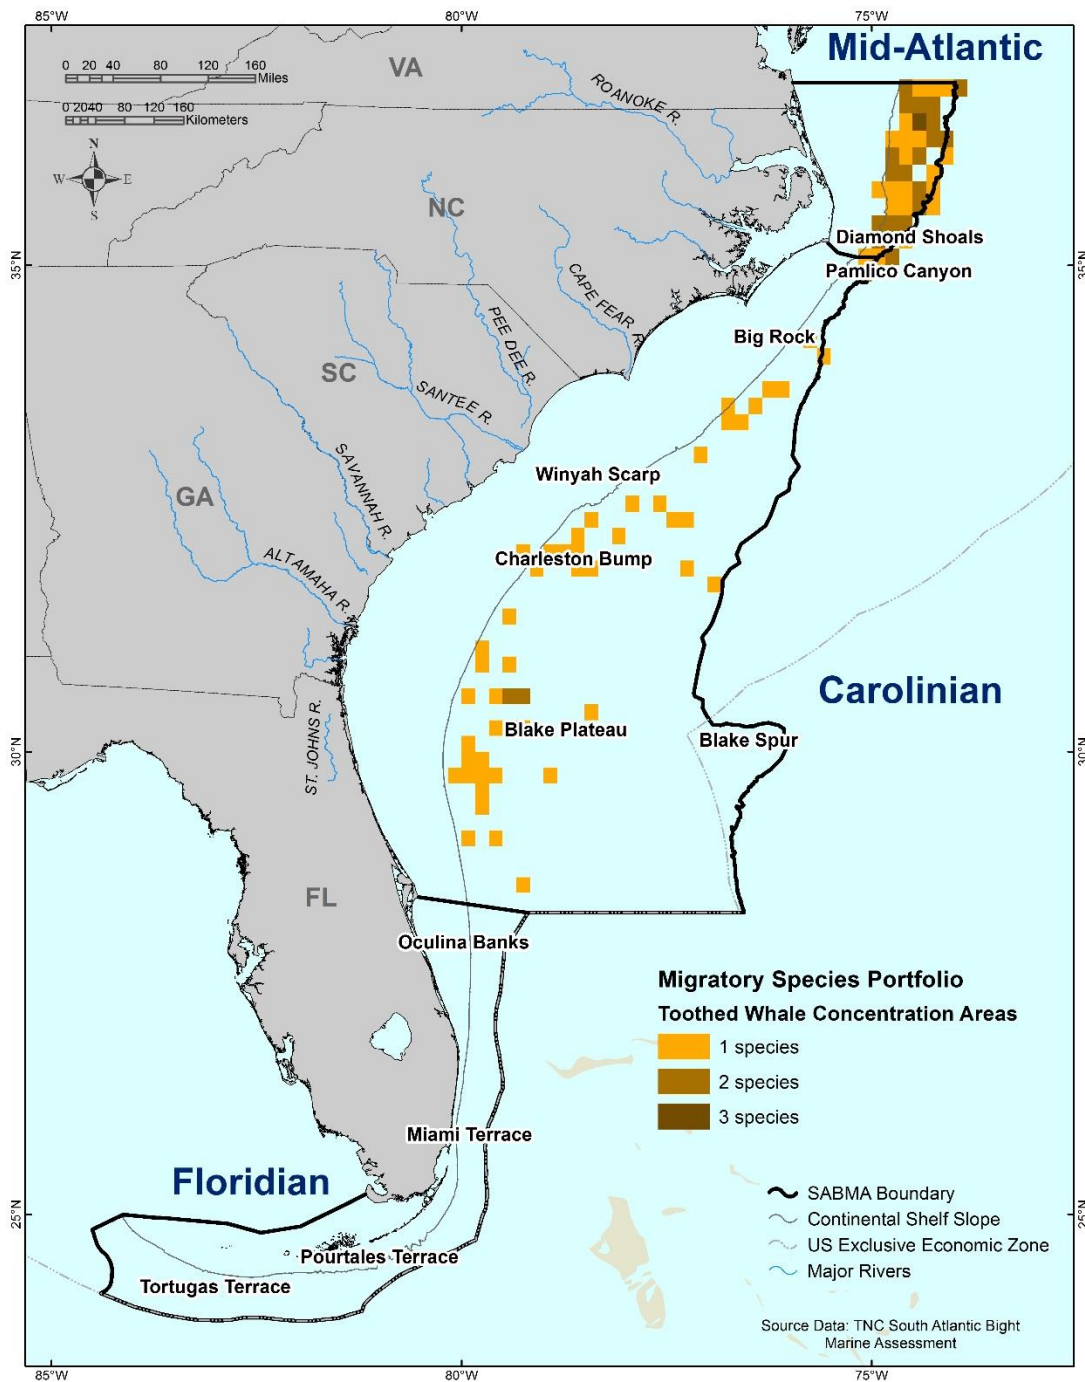 85°W
80°W
75°W
Mid-Atlantic
0 20 40 80 120 160
Miles
0 20 40 80 120 160
Kilometers
N
W E
S
VA
ROANOKE R.
NC
Diamond Shoals
35°N
35°N
Pamlico Canyon
CAPE FEAR R.
PEE DEE R.
Big Rock
SC
SANTEE R.
SAVANNAH R.
Winyah Scarp
GA
Charleston Bump
ALTAMAHA R.
Carolinian
ST. JOHNS R.
Blake Plateau
Blake Spur
30°N
30°N
FL
Oculina Banks
Migratory Species Portfolio
Toothed Whale Concentration Areas
1 species
2 species
3 species
Miami Terrace
Floridian
SABMA Boundary
25°N
25°N
Continental Shelf Slope
US Exclusive Economic Zone
Pourtales Terrace
Major Rivers
Tortugas Terrace
Source Data: TNC South Atlantic Bight
Marine Assessment
85°W
80°W
75°W